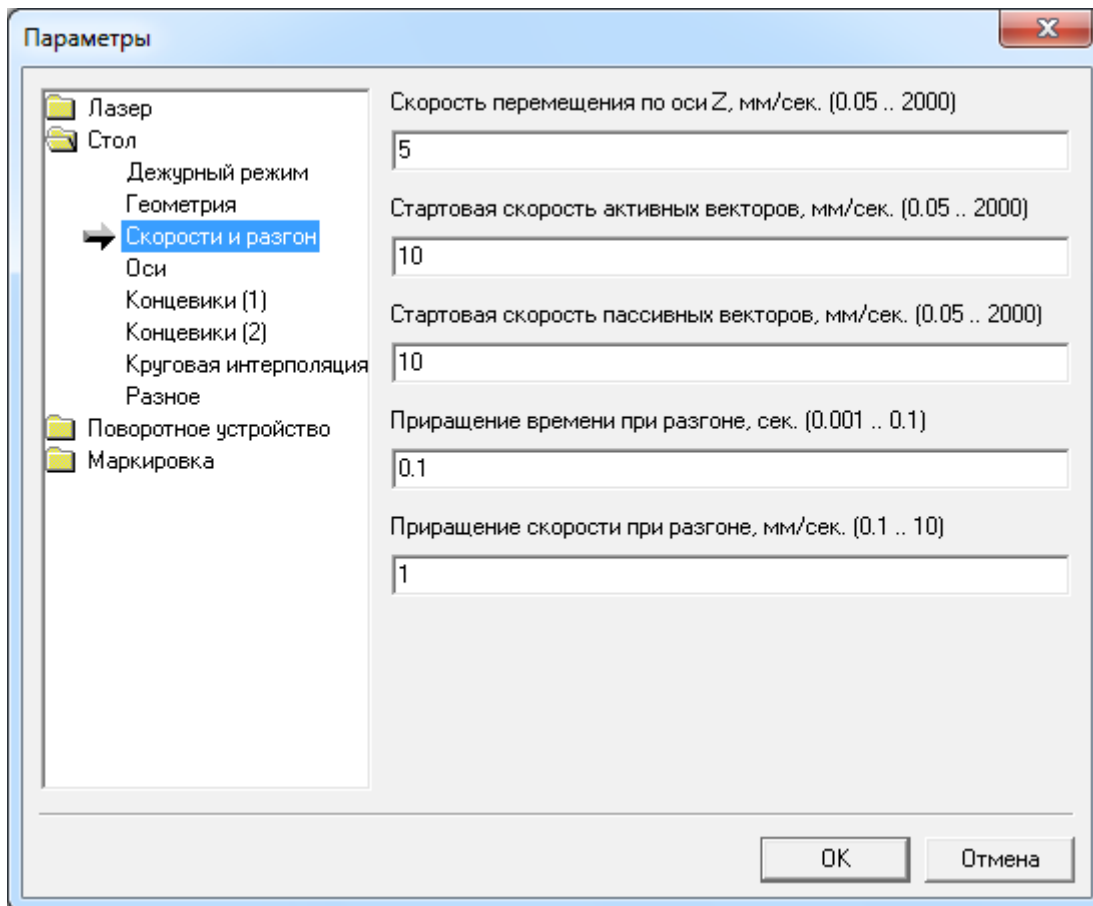 Параметры
Лазер
Стол
Дежурный режим
Геометрия
Скорости и разгон
Оси
Концевики (1)
Концевики (2)
Круговая интерполяция
Разное
Поворотное устройство
Маркировка
Скорость перемещения по оси Z, мм/сек. (0.05 .. 2000)
5
Стартовая скорость активных векторов, мм/сек. (0.05 .. 2000)
10
Стартовая скорость пассивных векторов, мм/сек. (0.05 .. 2000)
10
Приращение времени при разгоне, сек. (0.001 .. 0.1)
0.1
Приращение скорости при разгоне, мм/сек. (0.1 .. 10)
1
OK
Отмена